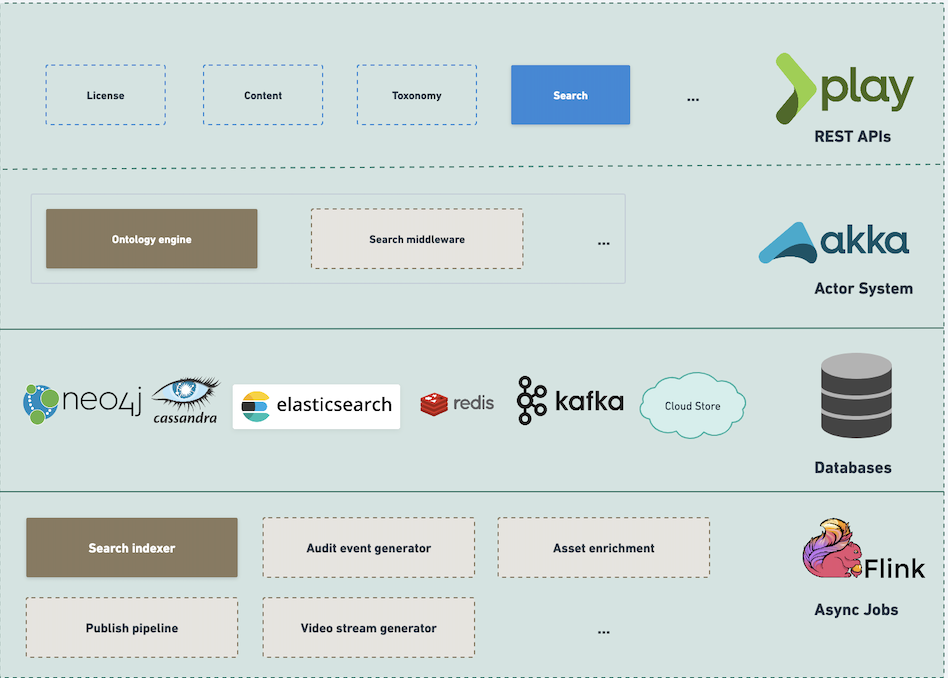 License
Content
Toxonomy
Search
...
play
REST APIs
Ontology engine
Search middleware
...
akka
Actor System
neo4j
cassandra
elasticsearch
redis
kafka
Cloud Store
Databases
Search indexer
Audit event generator
Asset enrichment
Flink
Async Jobs
Publish pipeline
Video stream generator
...